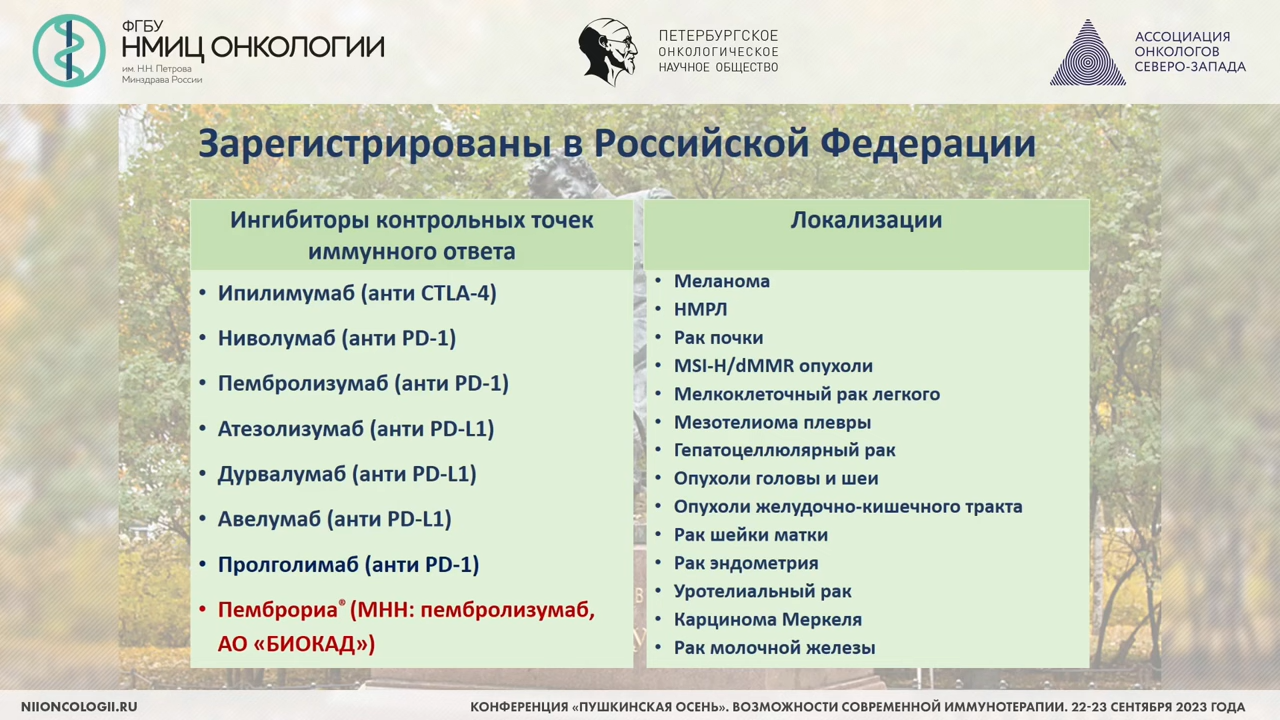 ФГБУ
НМИЦ ОНКОЛОГИИ
им. Н.Н. Петрова
Минздрава России
ПЕТЕРБУРГСКОЕ
ОНКОЛОГИЧЕСКОЕ
НАУЧНОЕ ОБЩЕСТВО
АССОЦИАЦИЯ
ОНКОЛОГОВ
СЕВЕРО-ЗАПАДА
Зарегистрированы в Российской Федерации
Ингибиторы контрольных точек
иммунного ответа
• Ипилимумаб (анти CTLA-4)
• Ниволумаб (анти PD-1)
• Пембролизумаб (анти PD-1)
• Атезолизумаб (анти PD-L1)
• Дурвалумаб (анти PD-L1)
• Авелумаб (анти PD-L1)
• Пролголимаб (анти PD-1)
• Пемброриа® (МНН: пембролизумаб,
АО «БИОКАД»)
Локализации
• Меланома
• НМРЛ
• Рак почки
• MSI-H/dMMR опухоли
• Мелкоклеточный рак легкого
• Мезотелиома плевры
• Гепатоцеллюлярный рак
• Опухоли головы и шеи
• Опухоли желудочно-кишечного тракта
• Рак шейки матки
• Рак эндометрия
• Уротелиальный рак
• Карцинома Меркеля
• Рак молочной железы
NIIONCOLOGII.RU
КОНФЕРЕНЦИЯ «ПУШКИНСКАЯ ОСЕНЬ». ВОЗМОЖНОСТИ СОВРЕМЕННОЙ ИММУНОТЕРАПИИ. 22-23 СЕНТЯБРЯ 2023 ГОДА